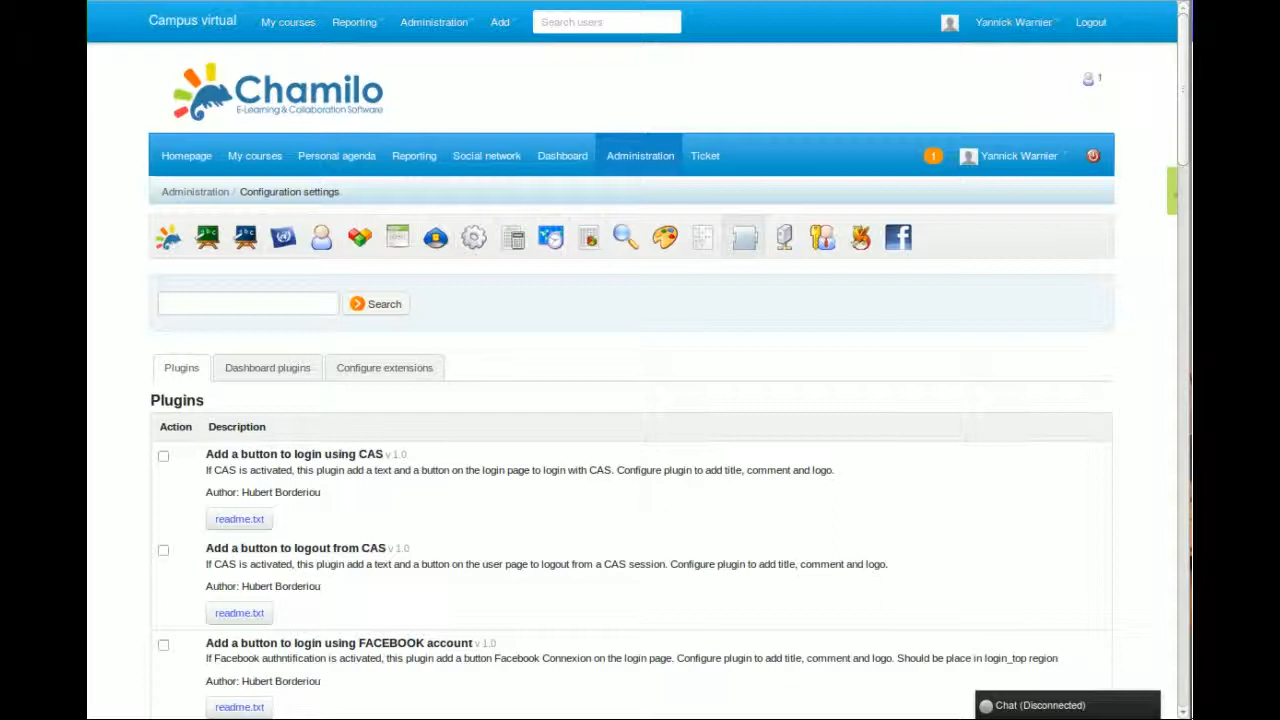 Campus virtual My courses Reporting Administration Add Search users Yannick Warnier Logout
Chamilo
E-Learning & Collaboration Software
1
Homepage My courses Personal agenda Reporting Social network Dashboard Administration Ticket 1 Yannick Warnier
Administration / Configuration settings
Search
Plugins Dashboard plugins Configure extensions
Plugins
Action Description
Add a button to login using CAS v 1.0
If CAS is activated, this plugin add a text and a button on the login page to login with CAS. Configure plugin to add title, comment and logo.
Author: Hubert Borderiou
readme.txt
Add a button to logout from CAS v 1.0
If CAS is activated, this plugin add a text and a button on the user page to logout from a CAS session. Configure plugin to add title, comment and logo.
Author: Hubert Borderiou
readme.txt
Add a button to login using FACEBOOK account v 1.0
If Facebook authntification is activated, this plugin add a button Facebook Connexion on the login page. Configure plugin to add title, comment and logo. Should be place in login_top region
Author: Hubert Borderiou
readme.txt
Chat (Disconnected)